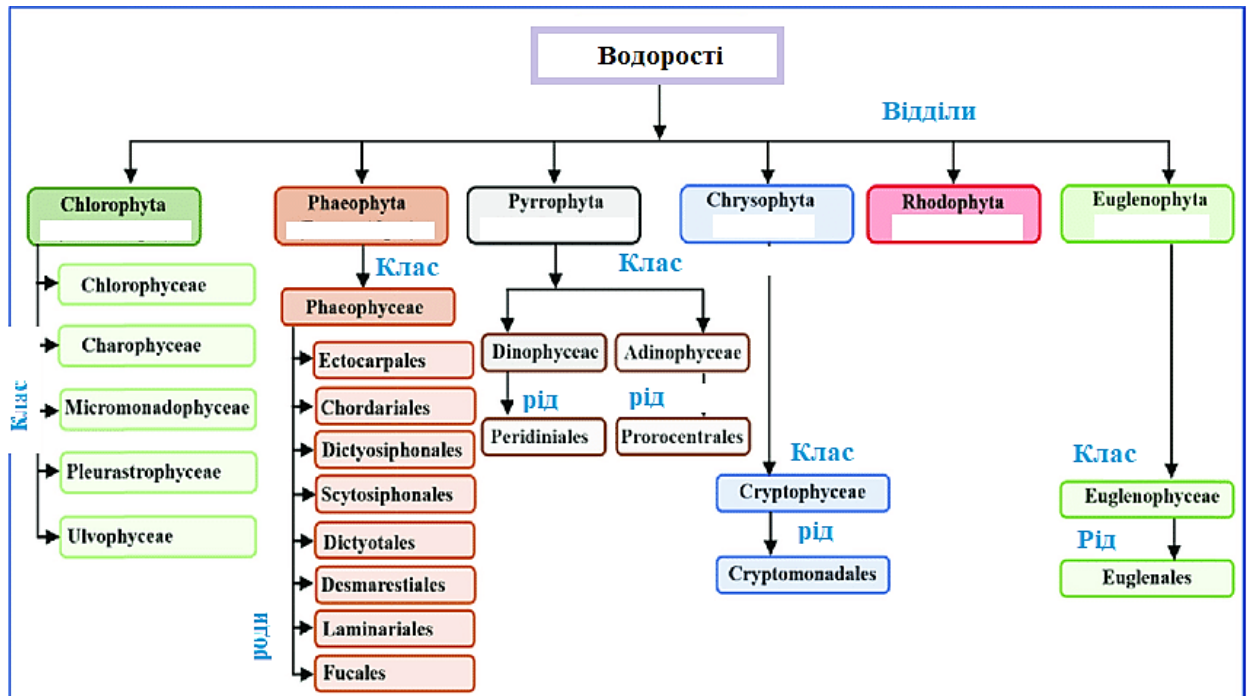 Водорості
Відділи
Chlorophyta
Phaeophyta
Pyrrophyta
Chrysophyta
Rhodophyta
Euglenophyta
Клас
Chlorophyceae
Charophyceae
Micromonadophyceae
Pleurastrophyceae
Ulvophyceae
Клас
Phaeophyceae
роди
Ectocarpales
Chordariales
Dictyosiphonales
Scytosiphonales
Dictyotales
Desmarestiales
Laminariales
Fucales
Клас
Dinophyceae
Adinophyceae
рід
рід
Peridiniales
Prorocentrales
Клас
Cryptophyceae
рід
Cryptomonadales
Клас
Euglenophyceae
Рід
Euglenales